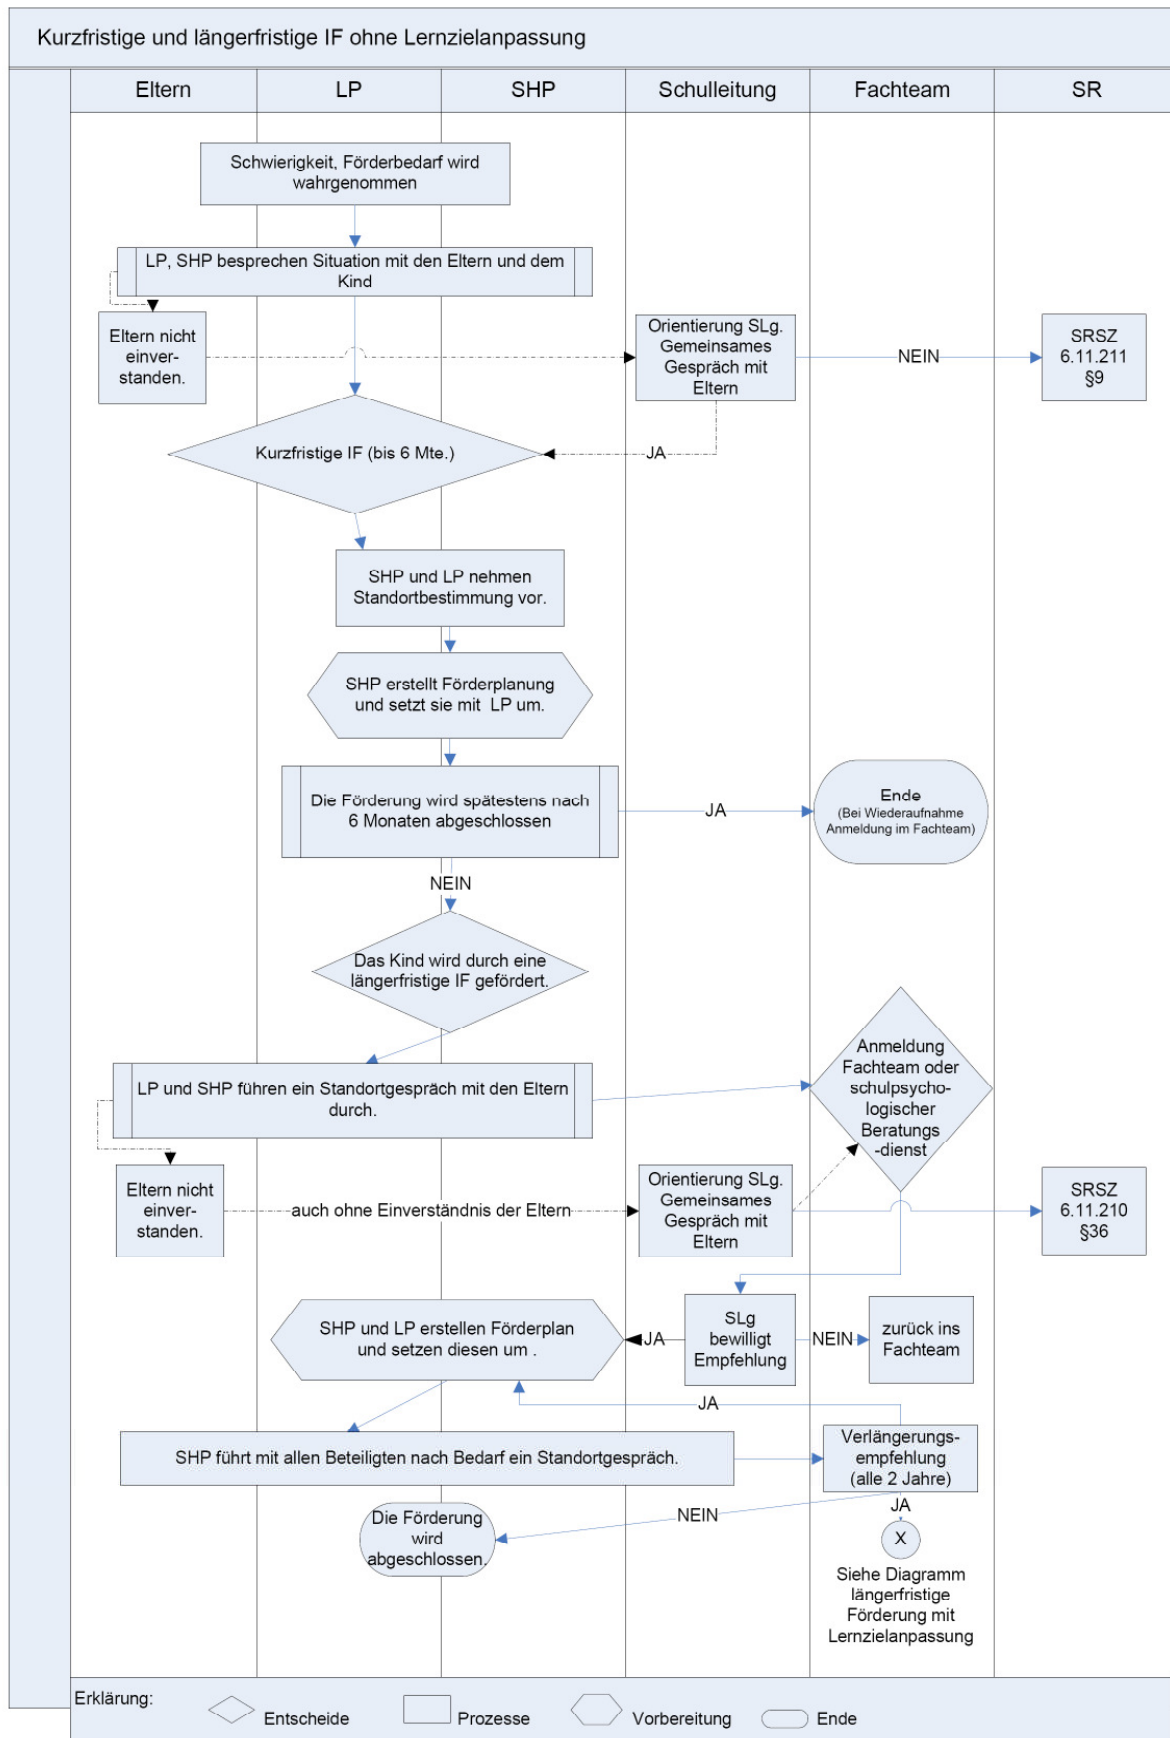 Kurzfristige und längerfristige IF ohne Lernzielanpassung
Eltern
LP
SHP
Schulleitung
Fachteam
SR
Schwierigkeit, Förderbedarf wird
wahrgenommen
LP, SHP besprechen Situation mit den Eltern und dem
Kind
Eltern nicht
einver-
standen.
Orientierung SLg.
Gemeinsames
Gespräch mit
Eltern
NEIN
SRSZ
6.11.211
§9
Kurzfristige IF (bis 6 Mte.)
JA
SHP und LP nehmen
Standortbestimmung vor.
SHP erstellt Förderplanung
und setzt sie mit LP um.
Die Förderung wird spätestens nach
6 Monaten abgeschlossen
JA
Ende
(Bei Wiederaufnahme
Anmeldung im Fachteam)
NEIN
Das Kind wird durch eine
längerfristige IF gefördert.
Anmeldung
Fachteam oder
schulpsycho-
logischer
Beratungs
-dienst
LP und SHP führen ein Standortgespräch mit den Eltern
durch.
Eltern nicht
einver-
standen.
auch ohne Einverständnis der Eltern
Orientierung SLg.
Gemeinsames
Gespräch mit
Eltern
SRSZ
6.11.210
§36
SHP und LP erstellen Förderplan
und setzen diesen um .
JA
SLg
bewilligt
Empfehlung
NEIN
zurück ins
Fachteam
JA
SHP führt mit allen Beteiligten nach Bedarf ein Standortgespräch.
Verlängerungs-
empfehlung
(alle 2 Jahre)
Die Förderung
wird
abgeschlossen.
NEIN
JA
X
Siehe Diagramm
längerfristige
Förderung mit
Lernzielanpassung
Erklärung:
Entscheide
Prozesse
Vorbereitung
Ende